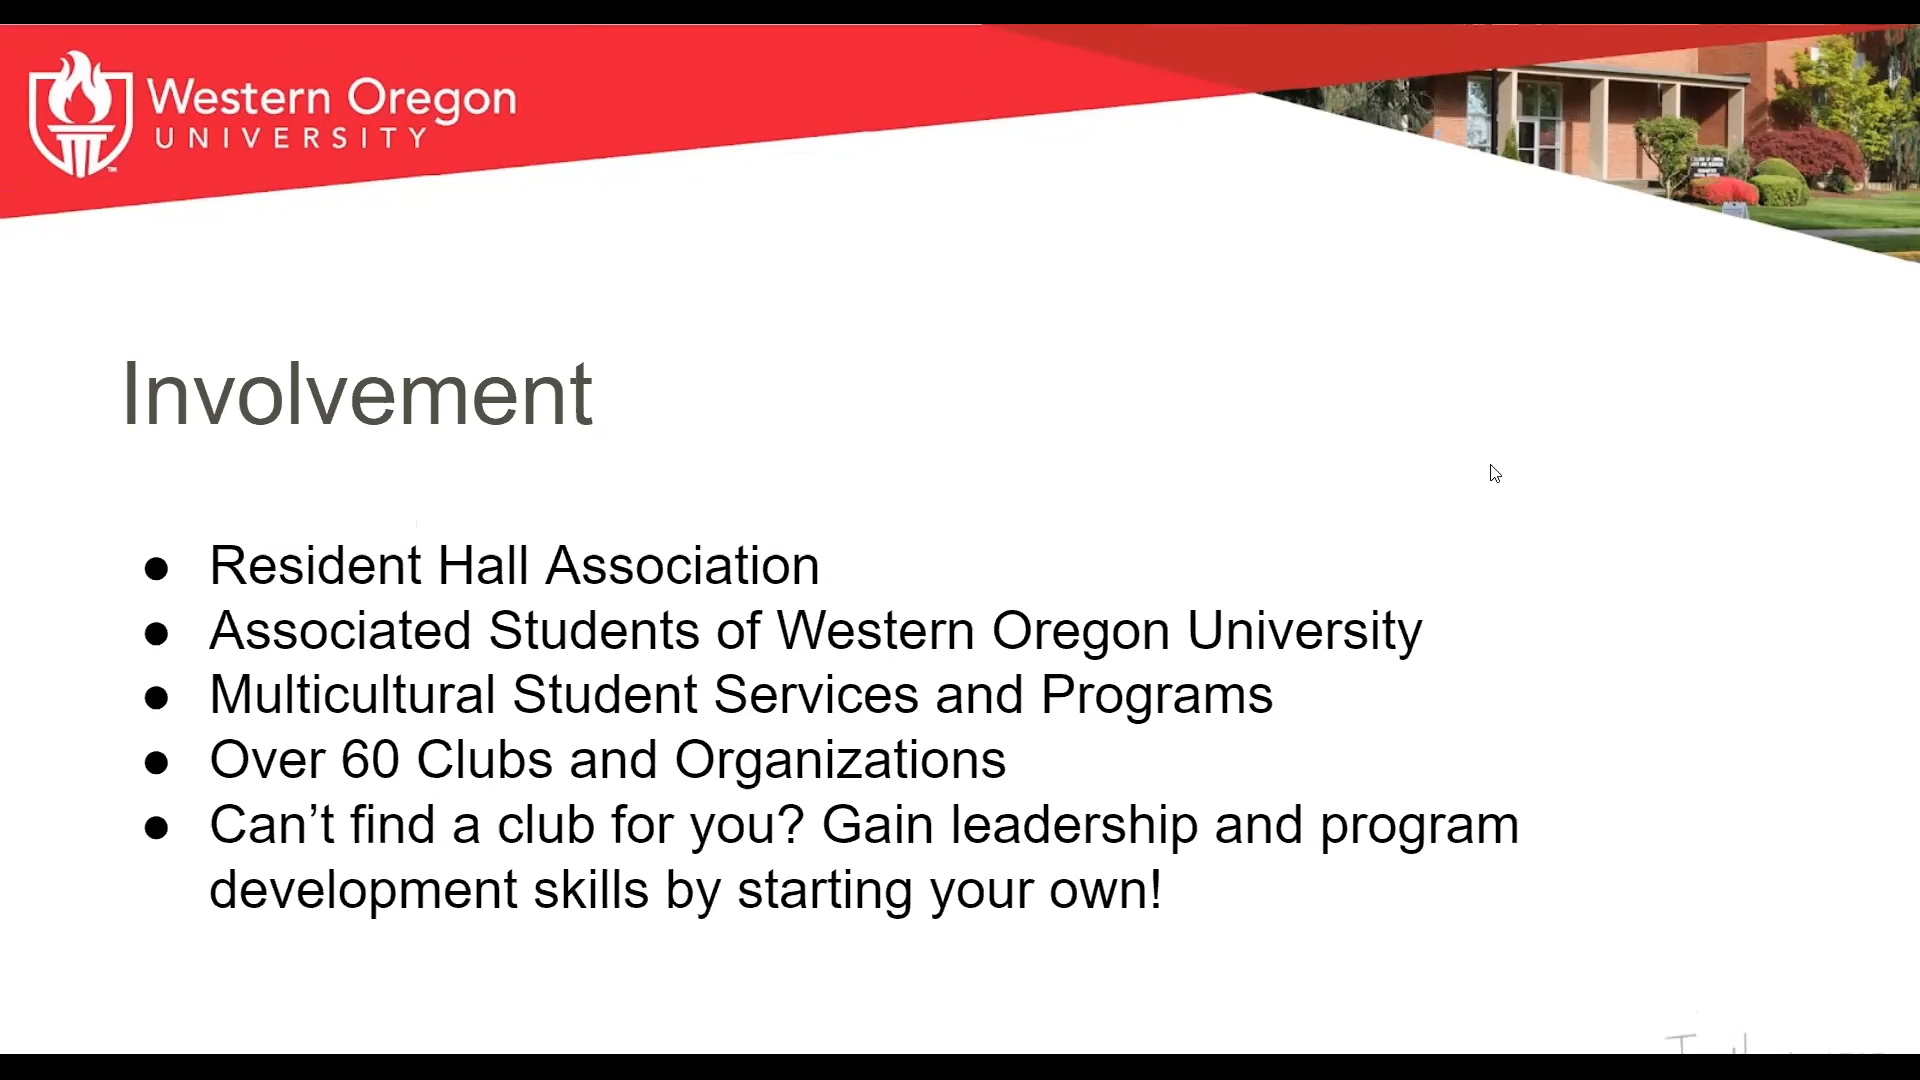 Western Oregon
UNIVERSITY
Involvement
● Resident Hall Association
● Associated Students of Western Oregon University
● Multicultural Student Services and Programs
● Over 60 Clubs and Organizations
● Can’t find a club for you? Gain leadership and program
development skills by starting your own!